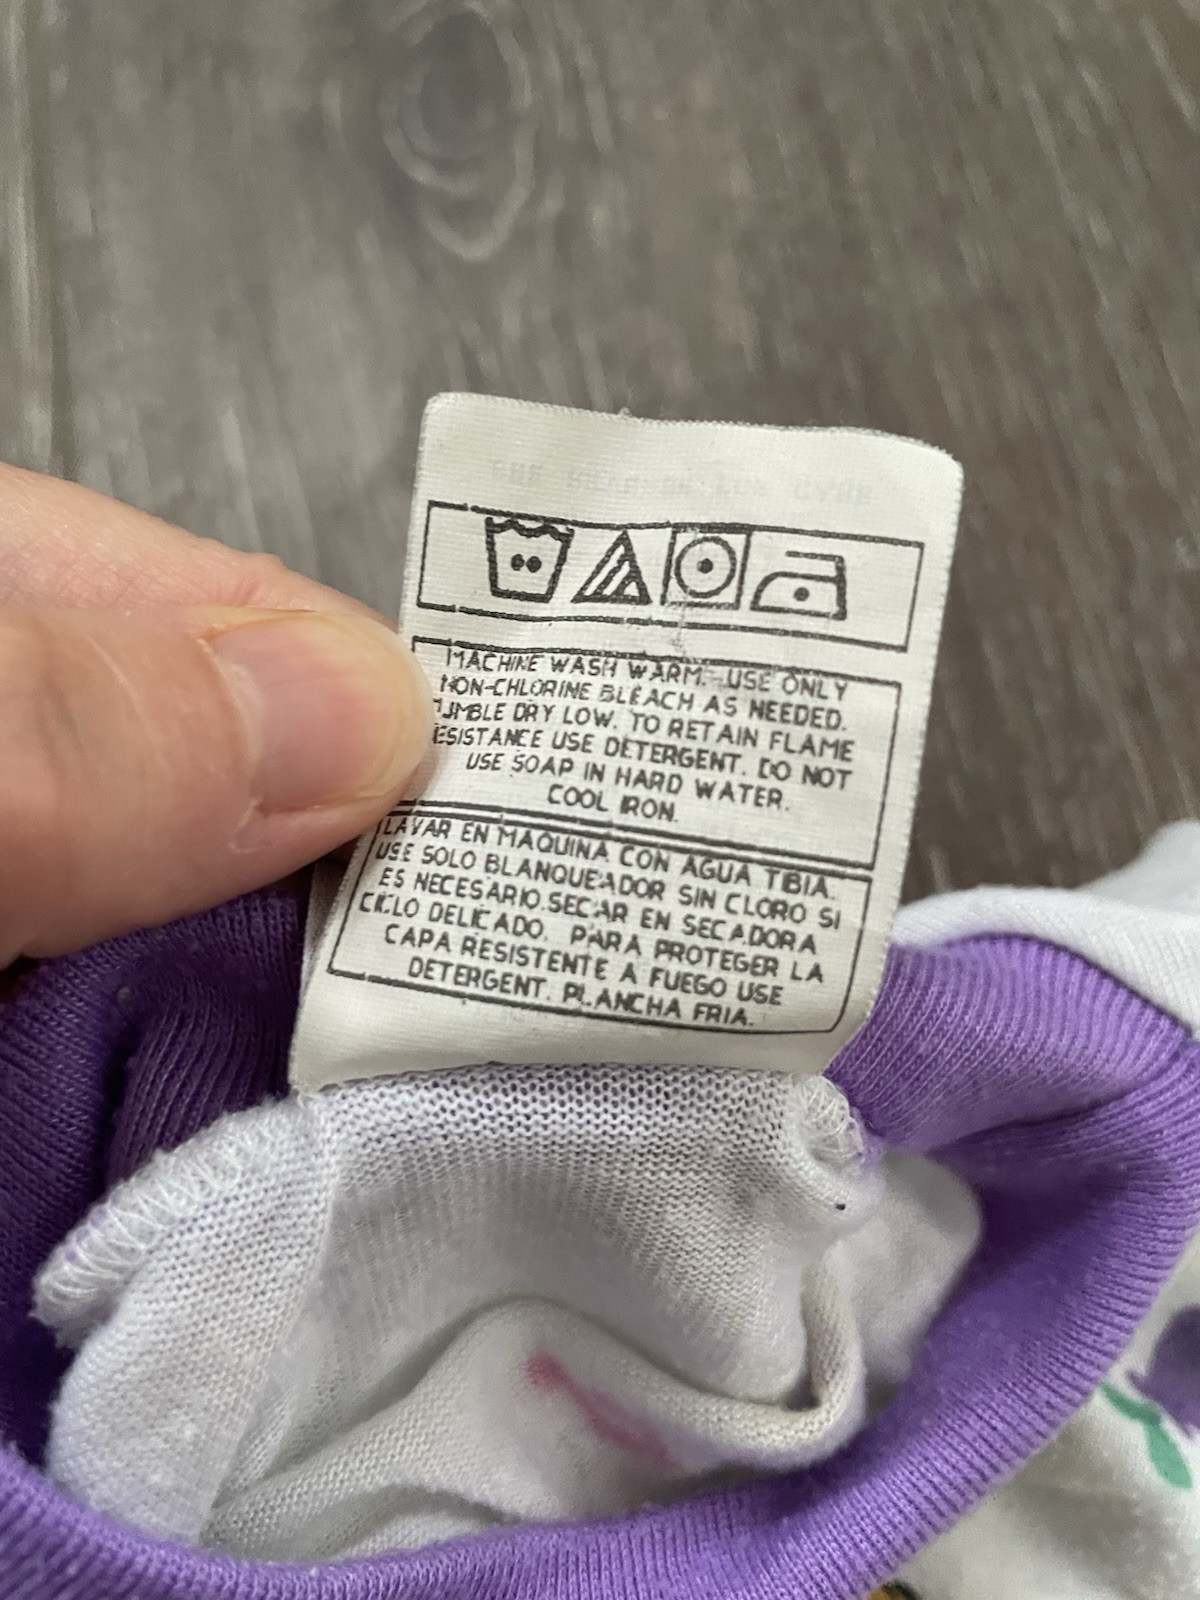 MACHINE WASH WARM. USE ONLY
NON-CHLORINE BLEACH AS NEEDED.
TUMBLE DRY LOW. TO RETAIN FLAME
RESISTANCE USE DETERGENT. DO NOT
USE SOAP IN HARD WATER.
COOL IRON.
LAVAR EN MAQUINA CON AGUA TIBIA.
USE SOLO BLANQUEADOR SIN CLORO SI
ES NECESARIO.SECAR EN SECADORA
CICLO DELICADO. PARA PROTEGER LA
CAPA RESISTENTE A FUEGO USE
DETERGENT. PLANCHA FRIA.